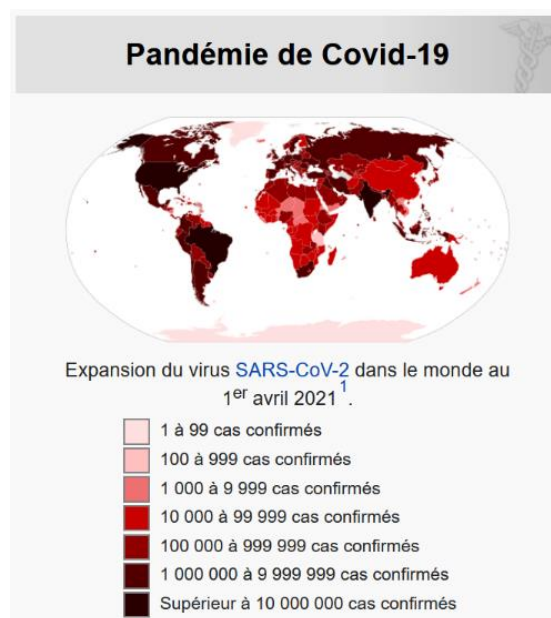 Pandémie de Covid-19
Expansion du virus SARS-CoV-2 dans le monde au
1er avril 2021 1.
1 à 99 cas confirmés
100 à 999 cas confirmés
1 000 à 9 999 cas confirmés
10 000 à 99 999 cas confirmés
100 000 à 999 999 cas confirmés
1 000 000 à 9 999 999 cas confirmés
Supérieur à 10 000 000 cas confirmés